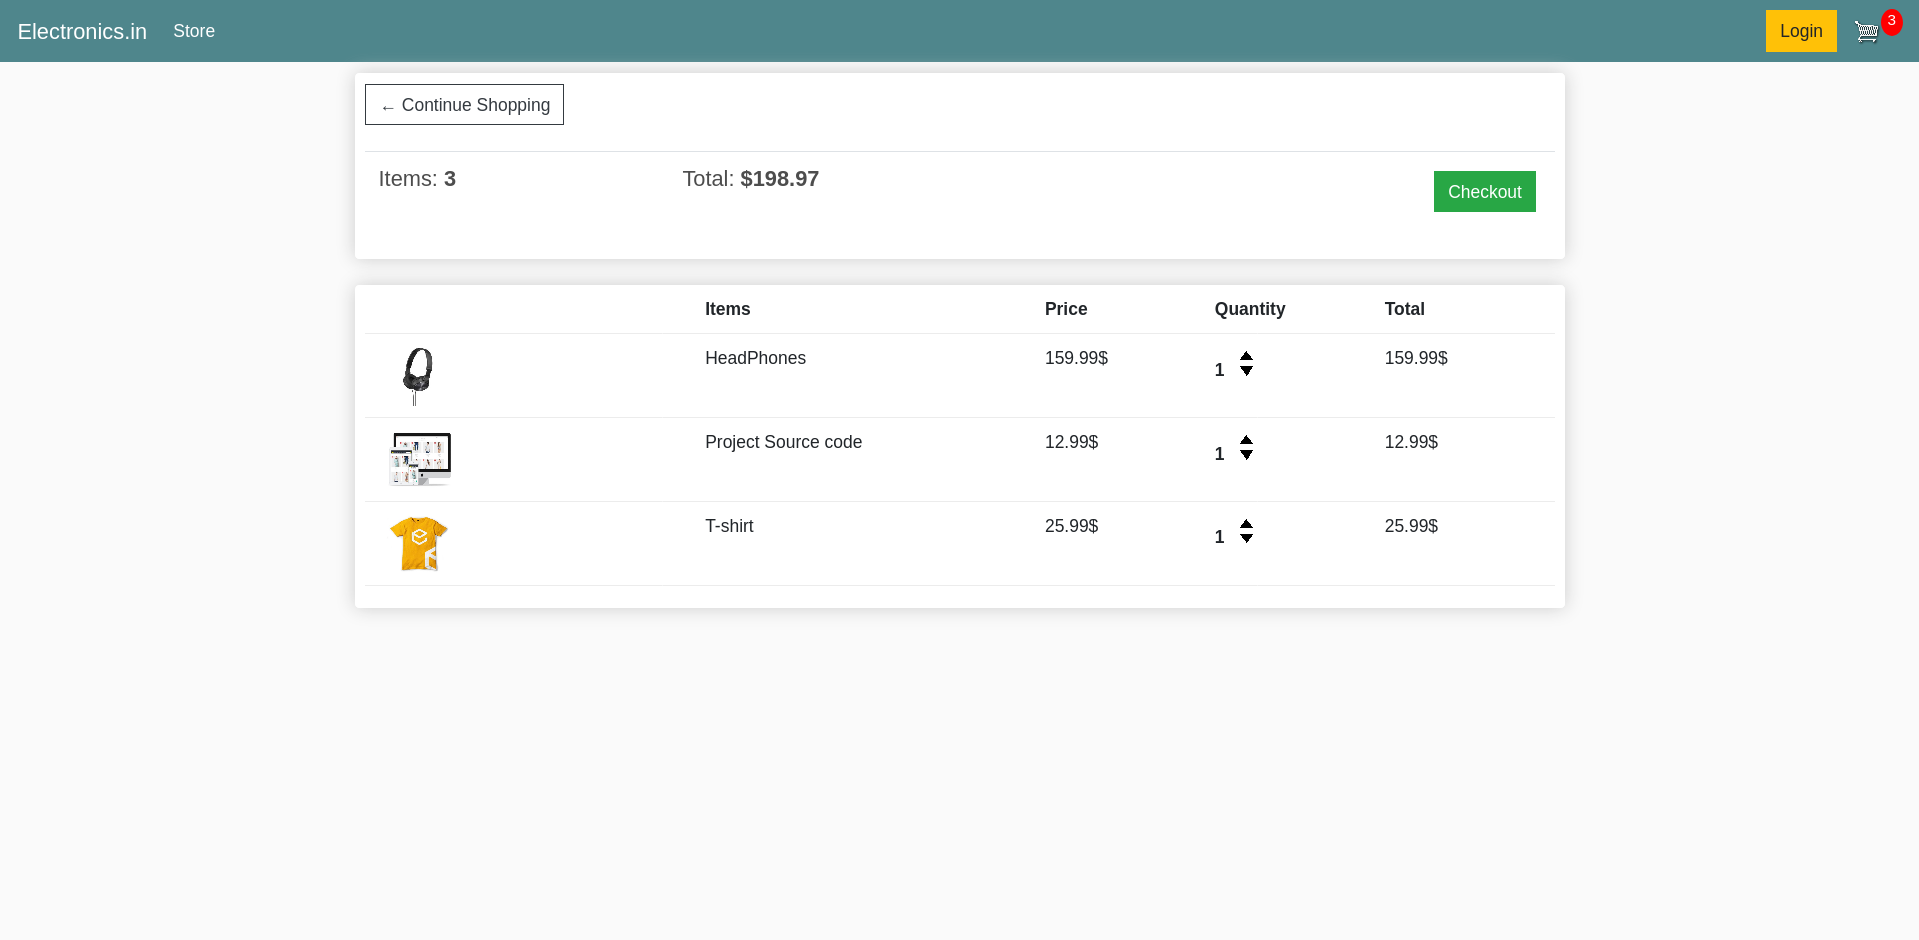 Electronics.in Store Login 3
← Continue Shopping
Items: 3 Total: $198.97 Checkout
Items Price Quantity Total
HeadPhones 159.99$ 1 159.99$
Project Source code 12.99$ 1 12.99$
T-shirt 25.99$ 1 25.99$